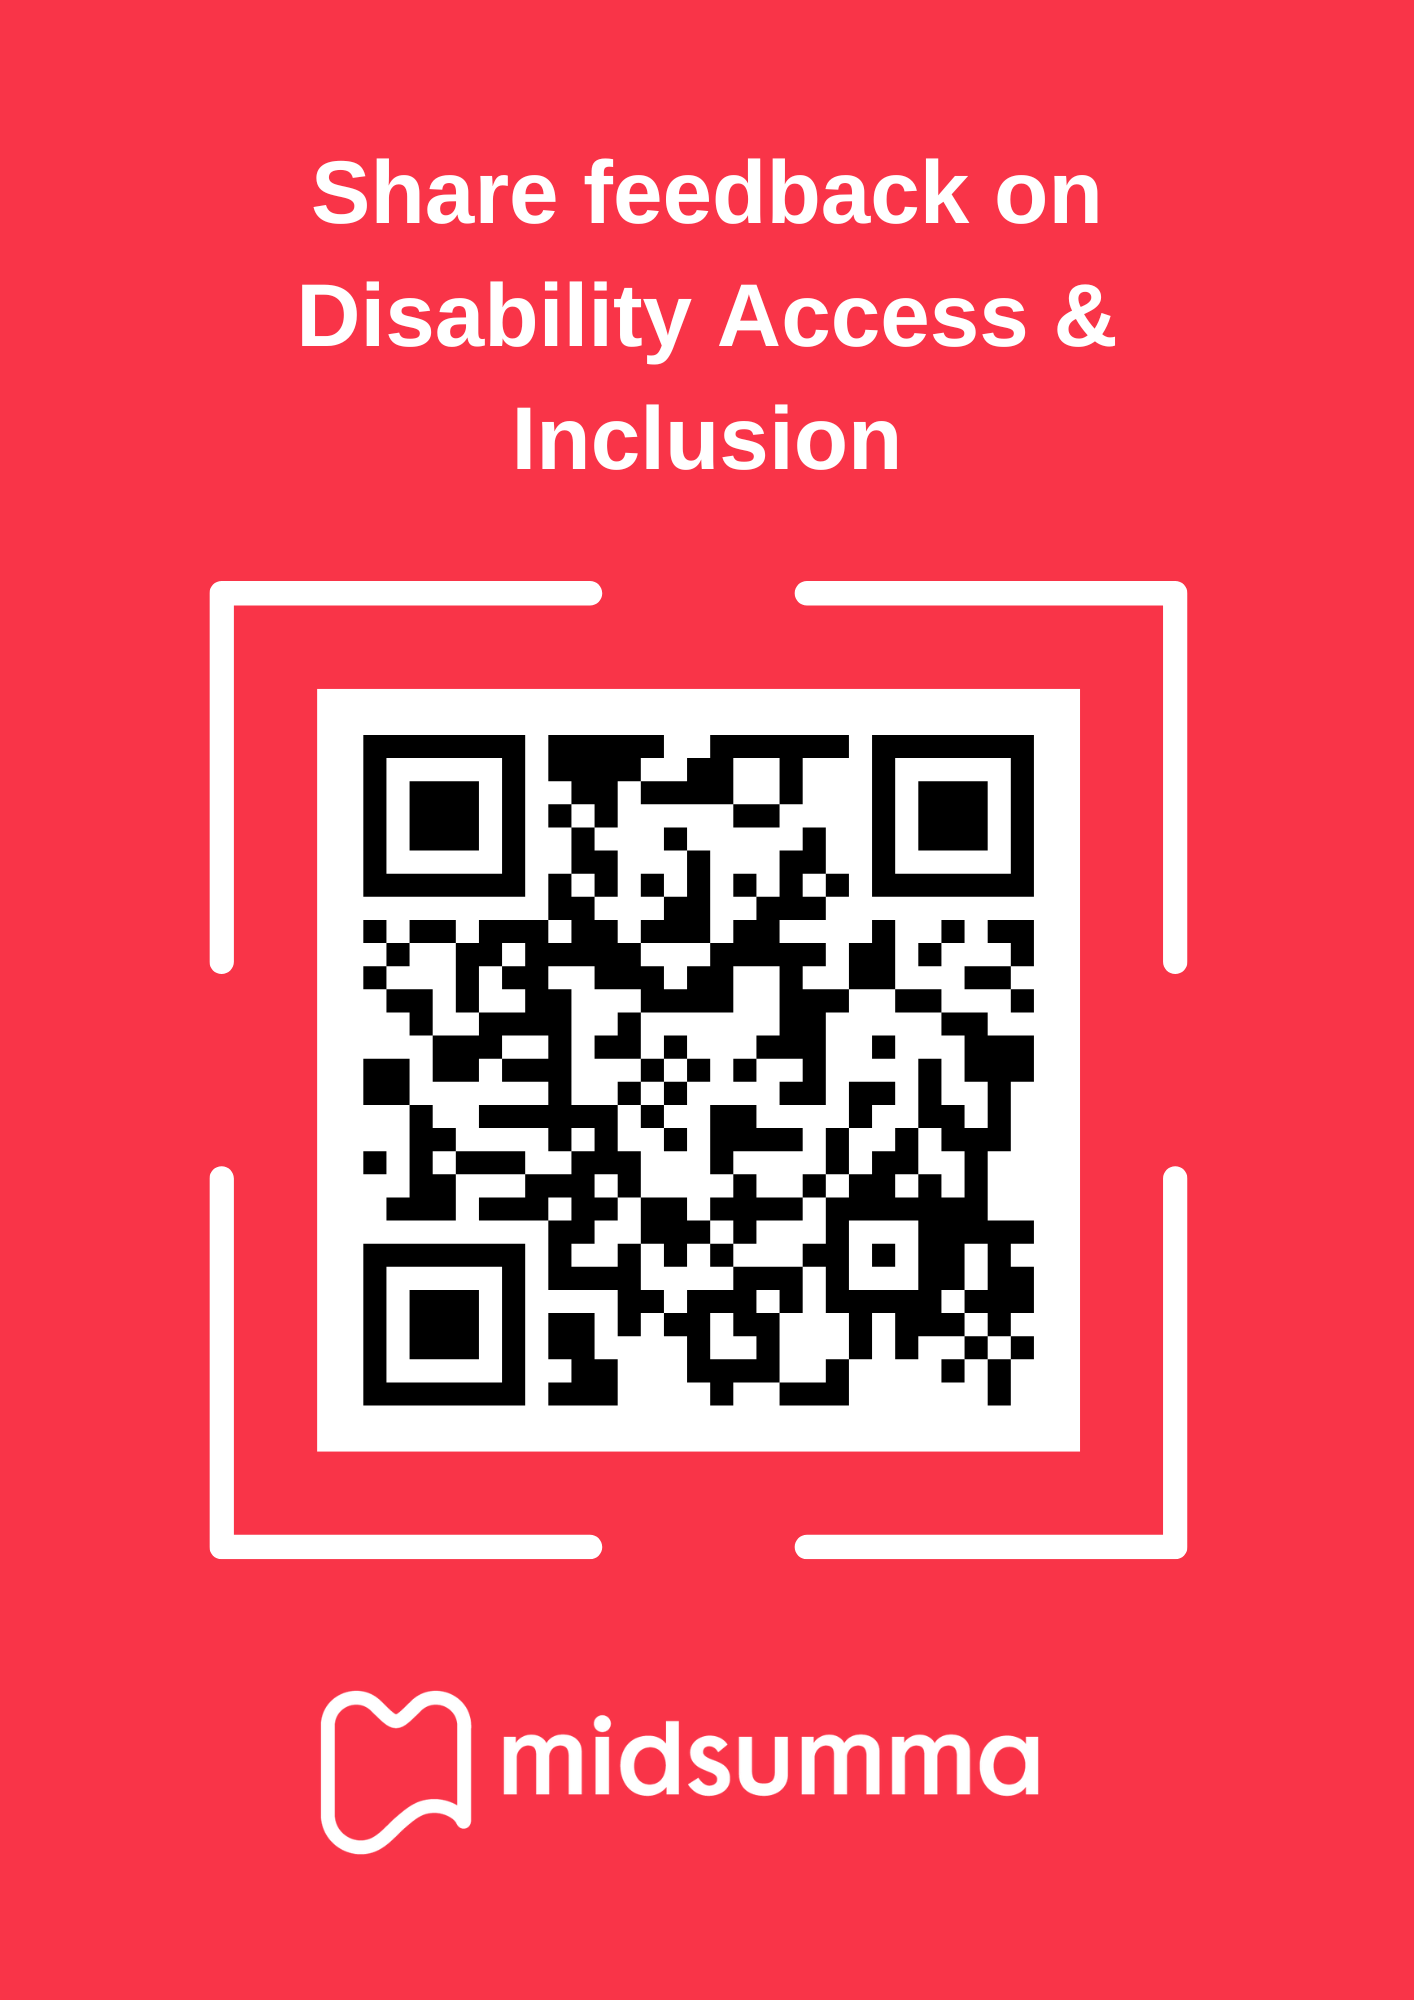 Share feedback on
Disability Access &
Inclusion
midsumma